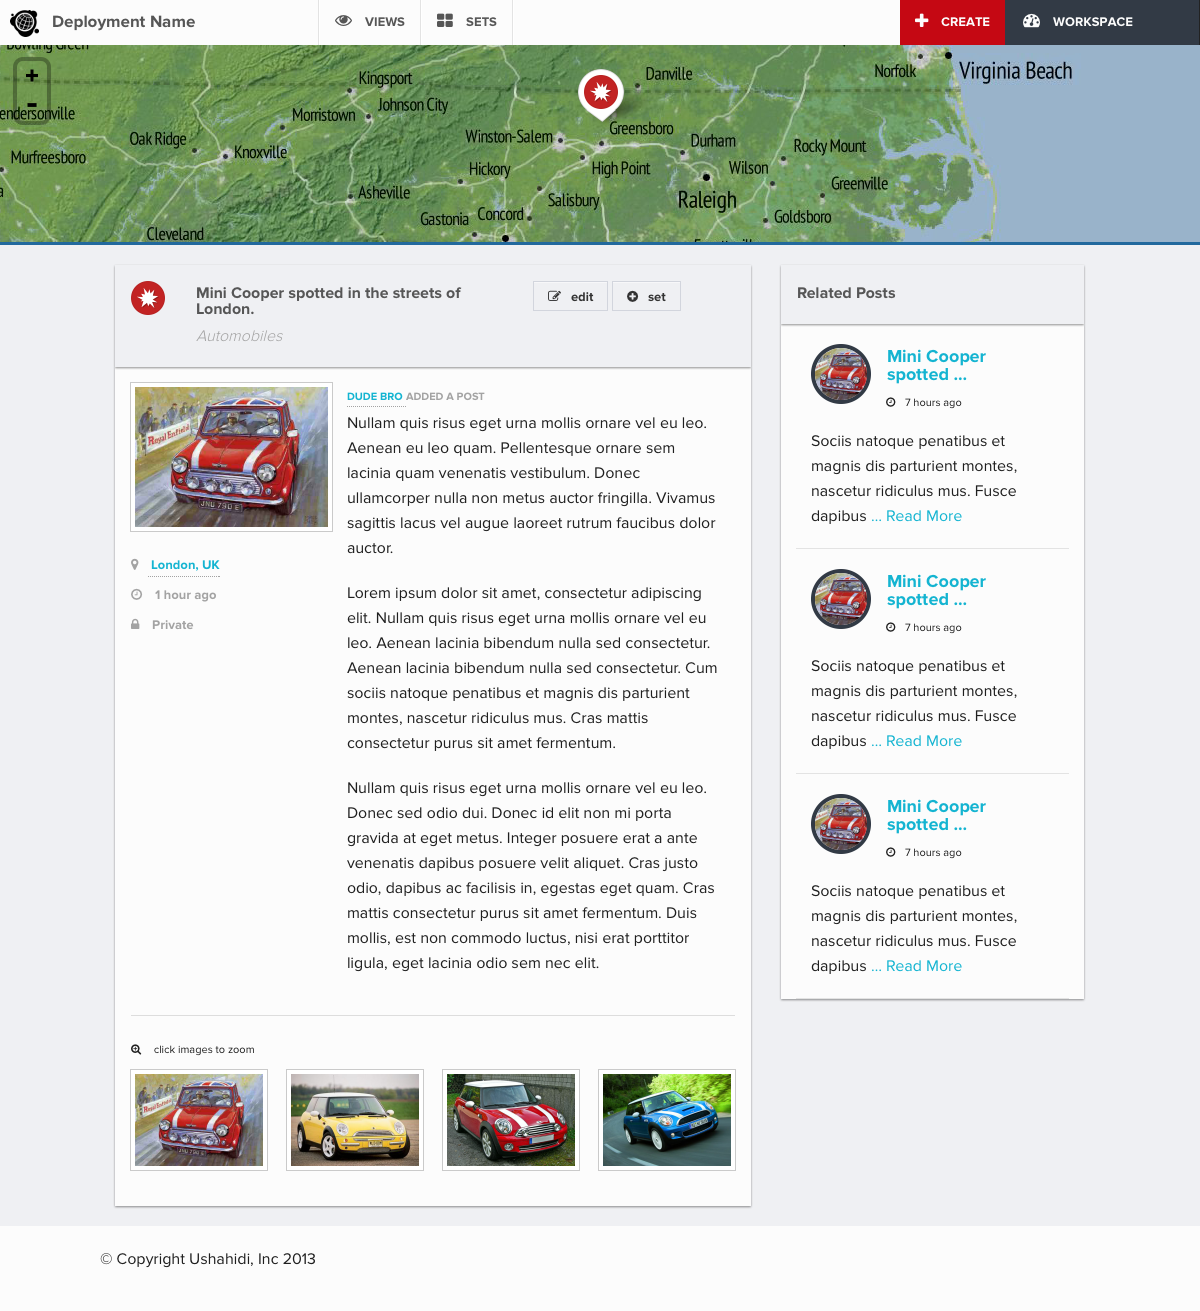 Deployment Name
VIEWS
SETS
CREATE
WORKSPACE
Bowling Green
Kingsport
Danville
Norfolk
Virginia Beach
endersonville
Morristown
Johnson City
Oak Ridge
Winston-Salem
Greensboro
Durham
Rocky Mount
Murfreesboro
Knoxville
Hickory
High Point
Wilson
Greenville
Asheville
Salisbury
Raleigh
Gastonia
Concord
Goldsboro
Cleveland
Mini Cooper spotted in the streets of
London.
Automobiles
edit
set
DUDE BRO ADDED A POST
Nullam quis risus eget urna mollis ornare vel eu leo.
Aenean eu leo quam. Pellentesque ornare sem
lacinia quam venenatis vestibulum. Donec
ullamcorper nulla non metus auctor fringilla. Vivamus
sagittis lacus vel augue laoreet rutrum faucibus dolor
auctor.
Royal Enfield
JNU 790 E
London, UK
1 hour ago
Private
Lorem ipsum dolor sit amet, consectetur adipiscing
elit. Nullam quis risus eget urna mollis ornare vel eu
leo. Aenean lacinia bibendum nulla sed consectetur.
Aenean lacinia bibendum nulla sed consectetur. Cum
sociis natoque penatibus et magnis dis parturient
montes, nascetur ridiculus mus. Cras mattis
consectetur purus sit amet fermentum.
Nullam quis risus eget urna mollis ornare vel eu leo.
Donec sed odio dui. Donec id elit non mi porta
gravida at eget metus. Integer posuere erat a ante
venenatis dapibus posuere velit aliquet. Cras justo
odio, dapibus ac facilisis in, egestas eget quam. Cras
mattis consectetur purus sit amet fermentum. Duis
mollis, est non commodo luctus, nisi erat porttitor
ligula, eget lacinia odio sem nec elit.
click images to zoom
Related Posts
Mini Cooper
spotted ...
7 hours ago
Sociis natoque penatibus et
magnis dis parturient montes,
nascetur ridiculus mus. Fusce
dapibus ... Read More
Mini Cooper
spotted ...
7 hours ago
Sociis natoque penatibus et
magnis dis parturient montes,
nascetur ridiculus mus. Fusce
dapibus ... Read More
Mini Cooper
spotted ...
7 hours ago
Sociis natoque penatibus et
magnis dis parturient montes,
nascetur ridiculus mus. Fusce
dapibus ... Read More
© Copyright Ushahidi, Inc 2013